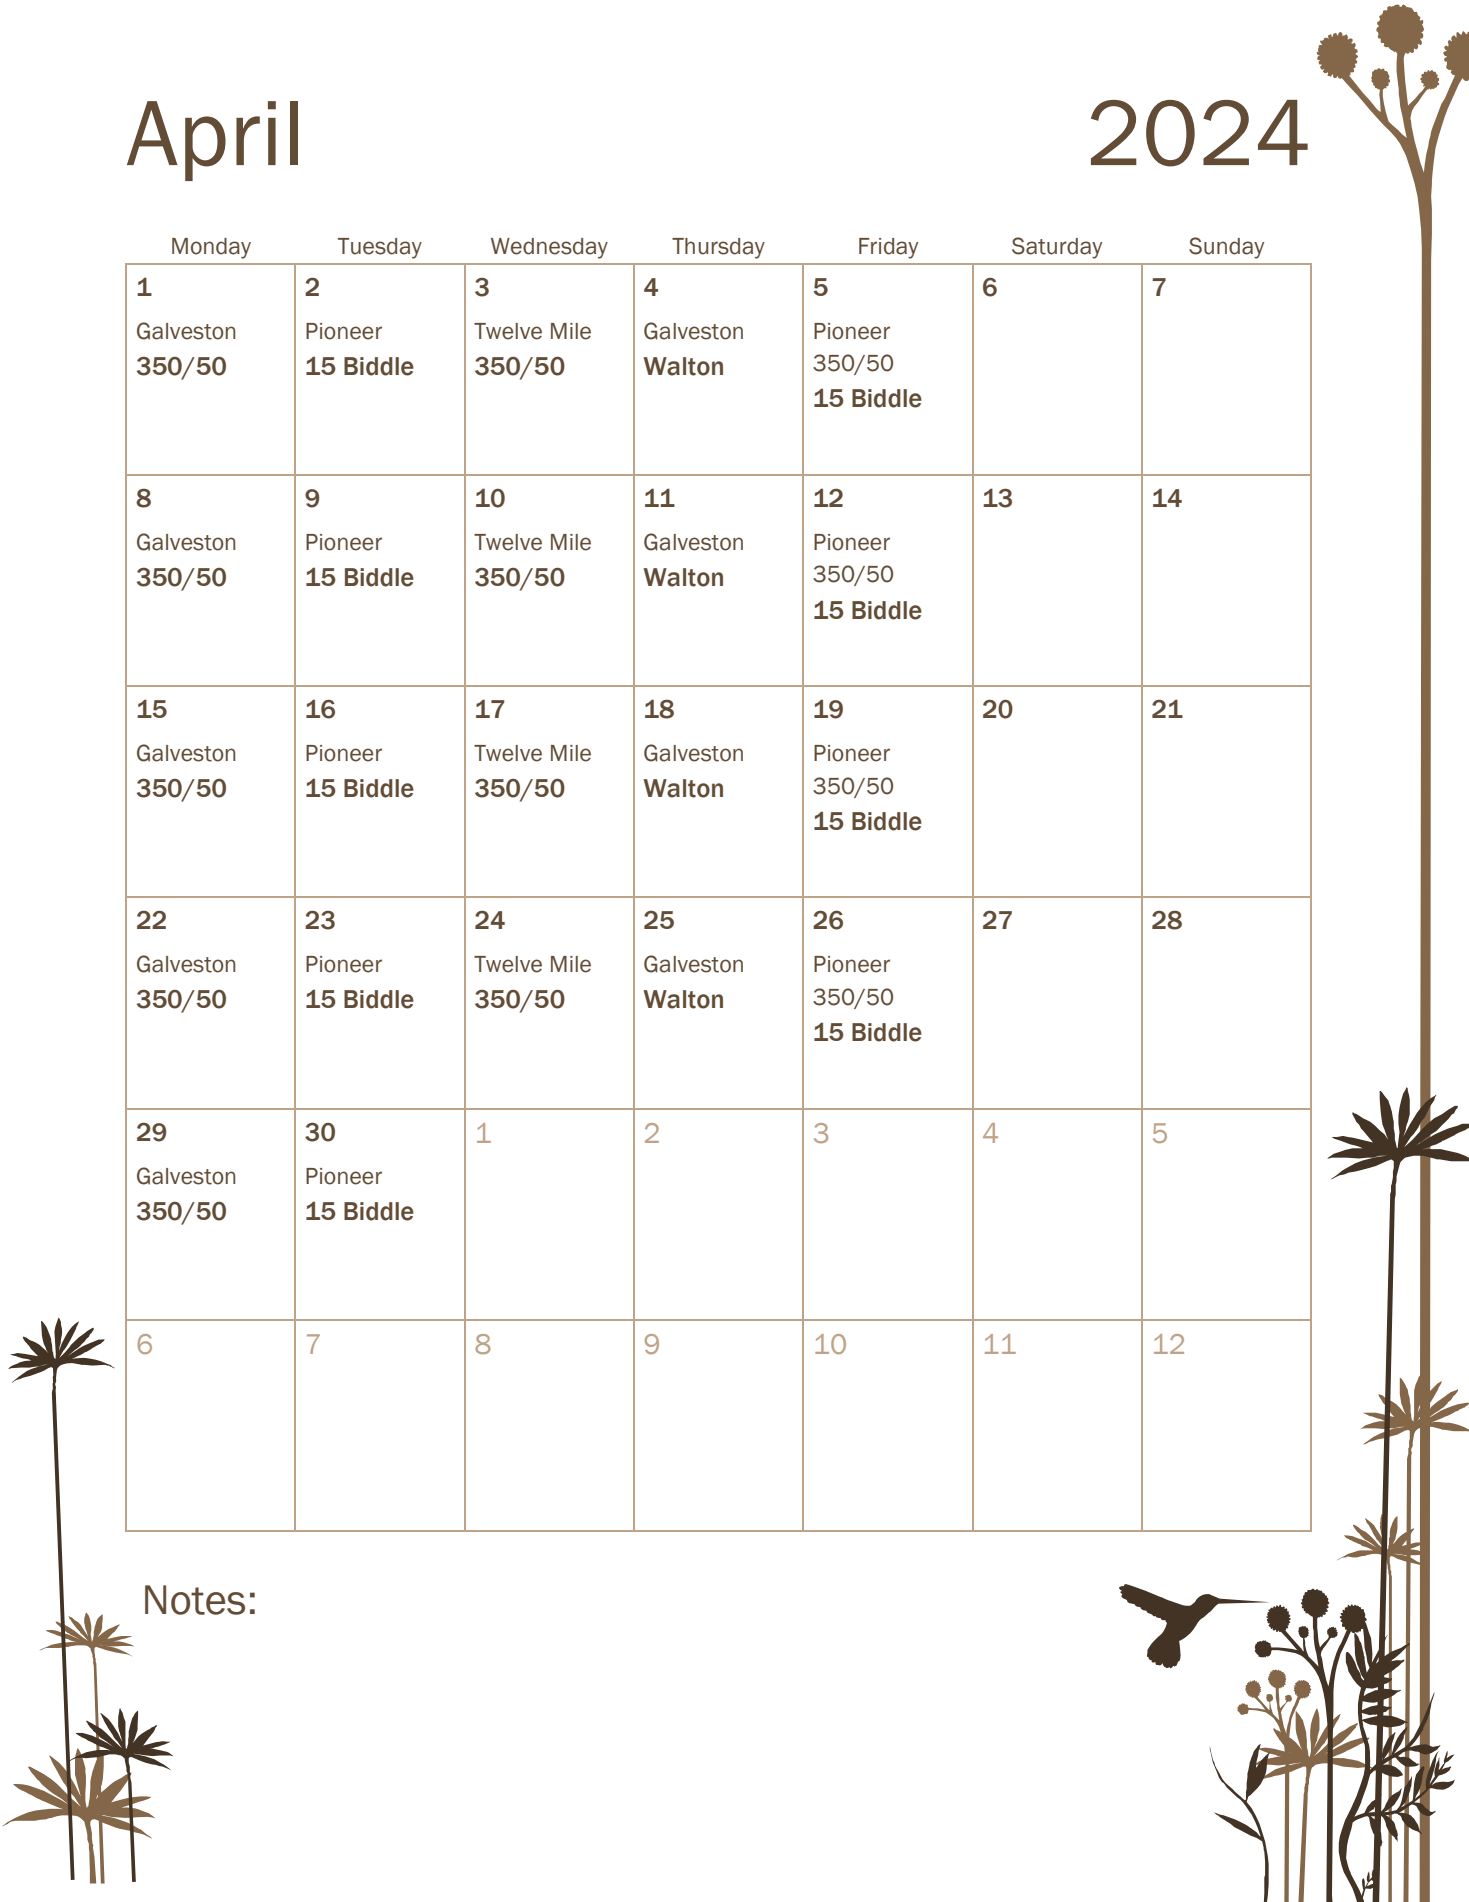 April 2024
Monday Tuesday Wednesday Thursday Friday Saturday Sunday
1 2 3 4 5 6 7
Galveston Pioneer Twelve Mile Galveston Pioneer
350/50 15 Biddle 350/50 Walton 350/50
15 Biddle
8 9 10 11 12 13 14
Galveston Pioneer Twelve Mile Galveston Pioneer
350/50 15 Biddle 350/50 Walton 350/50
15 Biddle
15 16 17 18 19 20 21
Galveston Pioneer Twelve Mile Galveston Pioneer
350/50 15 Biddle 350/50 Walton 350/50
15 Biddle
22 23 24 25 26 27 28
Galveston Pioneer Twelve Mile Galveston Pioneer
350/50 15 Biddle 350/50 Walton 350/50
15 Biddle
29 30 1 2 3 4 5
Galveston Pioneer
350/50 15 Biddle
6 7 8 9 10 11 12
Notes: